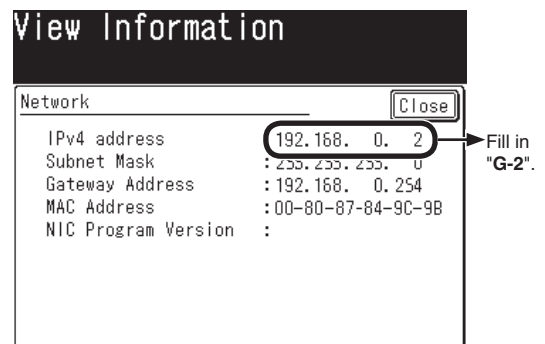 View Information
Network
Close
IPv4 address 192.168. 0. 2
Fill in
Subnet Mask : 255.255.255. 0
"G-2".
Gateway Address : 192.168. 0.254
MAC Address : 00-80-87-84-9C-9B
NIC Program Version :